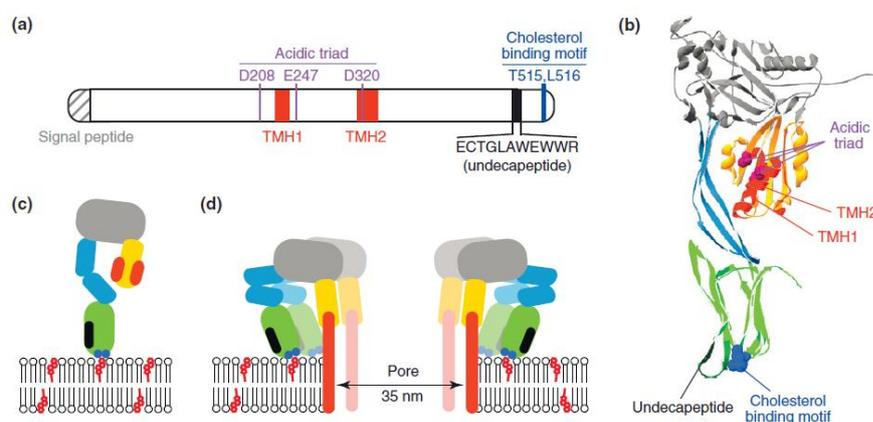 (a)
Acidic triad
D208 E247 D320
Cholesterol
binding motif
T515,L516
Signal peptide
TMH1
TMH2
ECTGLAWEWWR
(undecapeptide)
(b)
Acidic
triad
TMH2
TMH1
Undecapeptide
Cholesterol
binding motif
(c)
(d)
Pore
35 nm